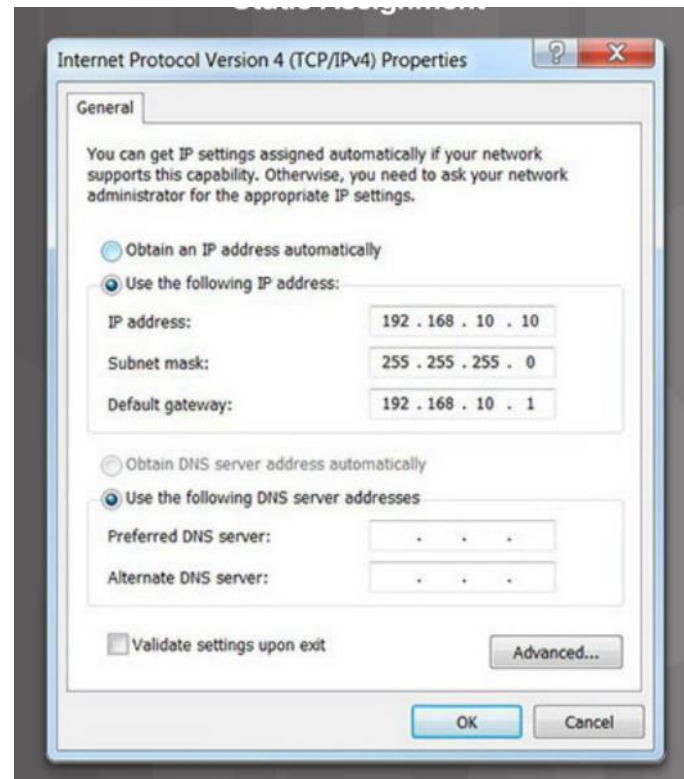 Static Assignment
Internet Protocol Version 4 (TCP/IPv4) Properties
General
You can get IP settings assigned automatically if your network
supports this capability. Otherwise, you need to ask your network
administrator for the appropriate IP settings.
Obtain an IP address automatically
Use the following IP address:
IP address: 192 . 168 . 10 . 10
Subnet mask: 255 . 255 . 255 . 0
Default gateway: 192 . 168 . 10 . 1
Obtain DNS server address automatically
Use the following DNS server addresses
Preferred DNS server: . . .
Alternate DNS server: . . .
Validate settings upon exit
Advanced...
OK Cancel